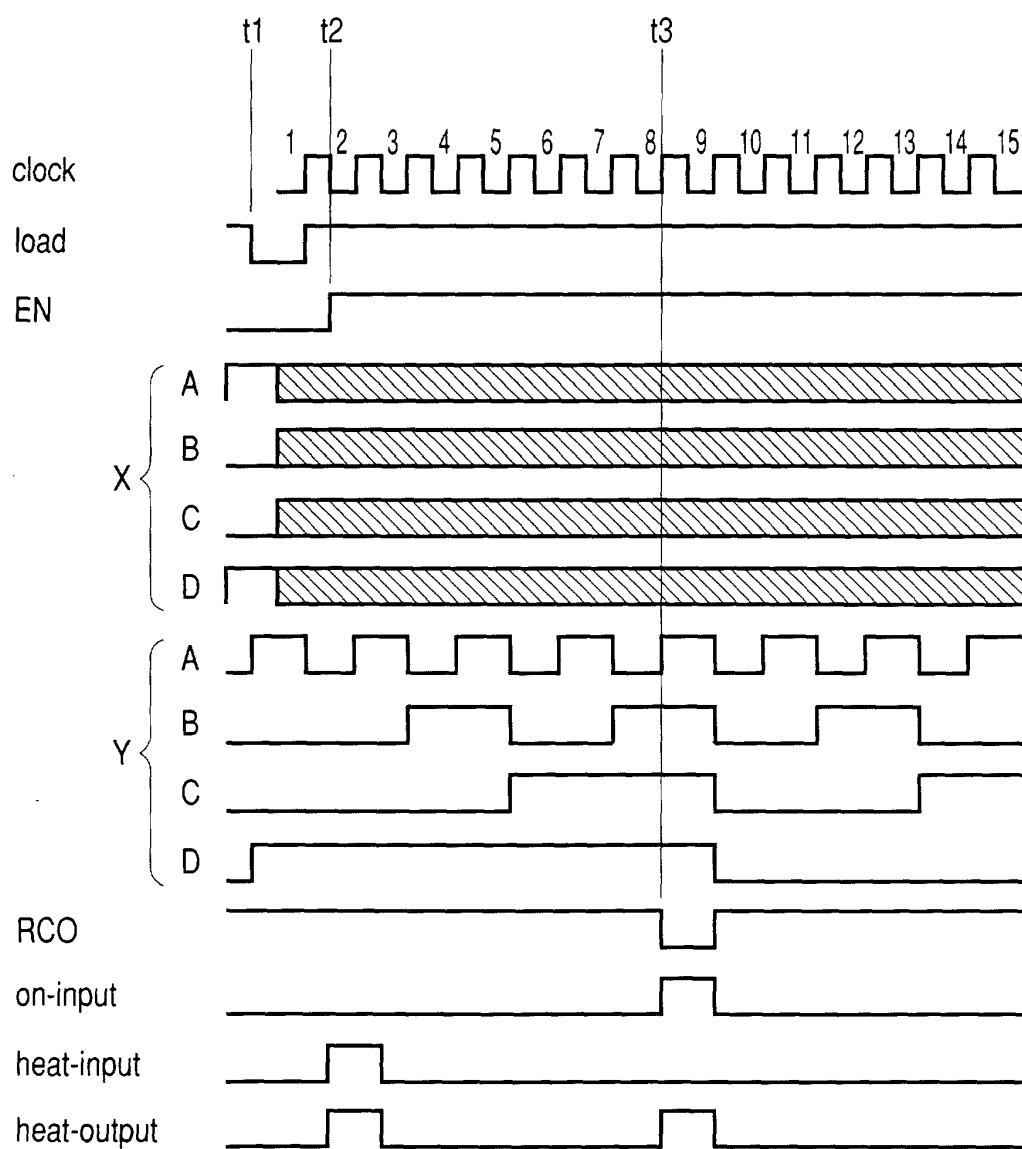 t1 t2 t3
1 2 3 4 5 6 7 8 9 10 11 12 13 14 15
clock
load
EN
X
A
B
C
D
Y
A
B
C
D
RCO
on-input
heat-input
heat-output